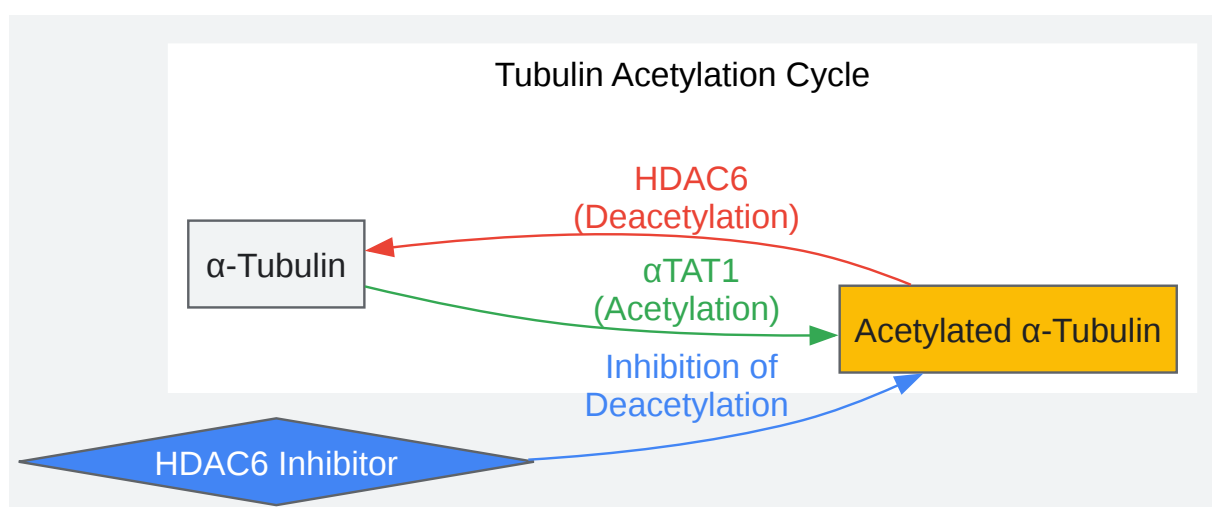 Tubulin Acetylation Cycle
HDAC6
(Deacetylation)
α-Tubulin
αTAT1
(Acetylation)
Acetylated α-Tubulin
Inhibition of
Deacetylation
HDAC6 Inhibitor